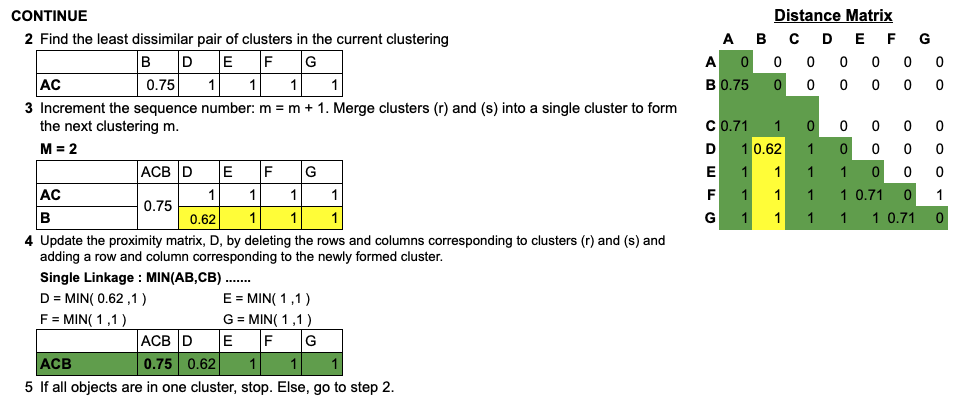 CONTINUE
2 Find the least dissimilar pair of clusters in the current clustering
B D E F G
AC 0.75 1 1 1 1
3 Increment the sequence number: m = m + 1. Merge clusters (r) and (s) into a single cluster to form
the next clustering m.
M = 2
ACB D E F G
AC 0.75 1 1 1 1
B 0.62 1 1 1
4 Update the proximity matrix, D, by deleting the rows and columns corresponding to clusters (r) and (s) and
adding a row and column corresponding to the newly formed cluster.
Single Linkage : MIN(AB,CB) .......
D = MIN( 0.62 ,1 ) E = MIN( 1 ,1 )
F = MIN( 1 ,1 ) G = MIN( 1 ,1 )
ACB D E F G
ACB 0.75 0.62 1 1 1
5 If all objects are in one cluster, stop. Else, go to step 2.
Distance Matrix
A B C D E F G
A 0 0 0 0 0 0 0
B 0.75 0 0 0 0 0 0
C 0.71 1 0 0 0 0 0
D 1 0.62 1 0 0 0 0
E 1 1 1 1 0 0 0
F 1 1 1 1 0.71 0 1
G 1 1 1 1 1 0.71 0